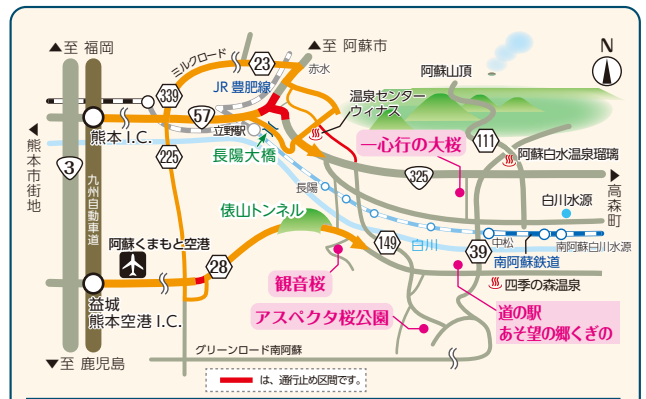 ▲至 福岡
ミルクロード
23
▲至 阿蘇市
N
JR豊肥線
赤水
阿蘇山頂
339
57
温泉センター
ウィナス
熊本I.C.
立野駅
一心行の大桜
111
◀熊本市街地
3
225
長陽大橋
阿蘇白水温泉瑠璃
325
▶高森町
九州自動車道
長陽
白川水源
俵山トンネル
阿蘇くまもと空港
28
149
白川
39
中松
南阿蘇白川水源
南阿蘇鉄道
観音桜
四季の森温泉
益城
熊本空港I.C.
アスペクタ桜公園
道の駅
あそ望の郷くぎの
グリーンロード南阿蘇
▼至 鹿児島
は、通行止め区間です。